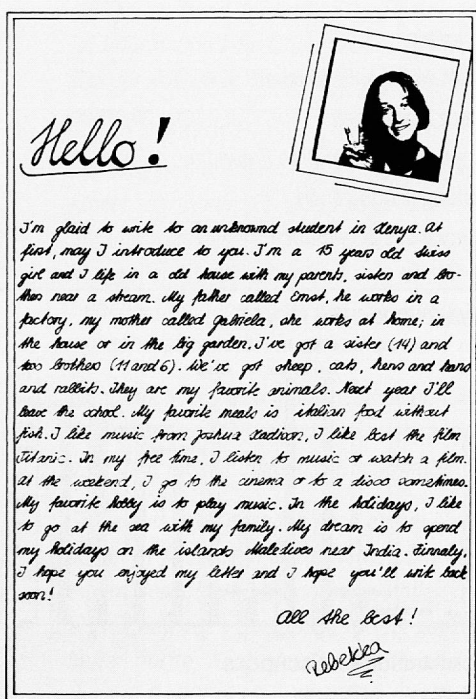 Hello!
I'm glaid to write to an unknownd student in Kenya. At
first, may I introduce to you. I'm a 15 years old swiss
girl and I life in a old house with my parents, sister and bro-
ther near a stream. My father called Ernst, he works in a
factory, my mother called Gabriela, she works at home; in
the house or in the big garden. I've got a sister (14) and
two brothers (11 and 6). We've got sheep, cats, hens and
and rabbits. They are my favorite animals. Next year I'll
leave the school. My favorite meals is italian food without
fish. I like music from Joshua Kadison, I like best the film
Titanic. In my free time, I listen to music or watch a film.
At the weekend, I go to the cinema or to a disco sometimes.
My favorite hobby is to play music. In the holidays, I like
to go at the sea with my family. My dream is to spend
my holidays on the islands Maledives near India. Finnaly,
I hope you enjoyed my letter and I hope you'll write back
soon!
All the best!
Rebekka